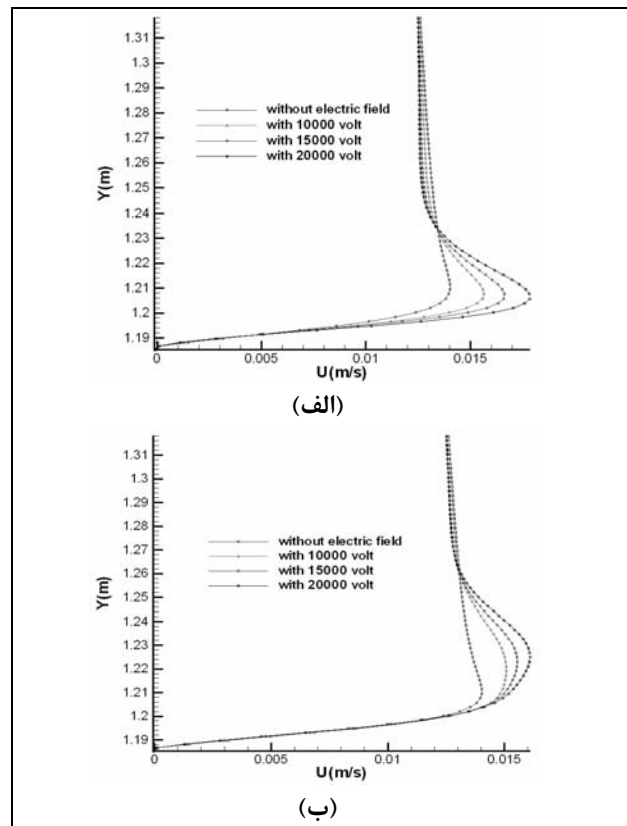 1.31
1.3
1.29
1.28
1.27
1.26
1.25
1.24
1.23
1.22
1.21
1.2
1.19
Y(m)
without electric field
with 10000 volt
with 15000 volt
with 20000 volt
0 0.005 0.01 0.015
U(m/s)
(الف)
1.31
1.3
1.29
1.28
1.27
1.26
1.25
1.24
1.23
1.22
1.21
1.2
1.19
Y(m)
without electric field
with 10000 volt
with 15000 volt
with 20000 volt
0 0.005 0.01 0.015
U(m/s)
(ب)